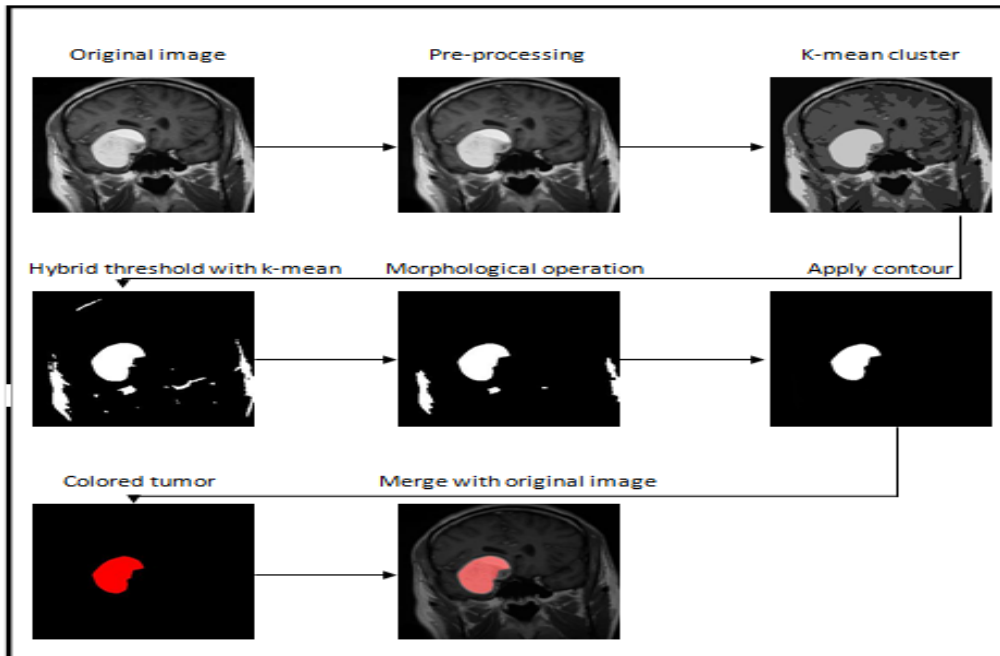 Original image
Pre-processing
K-mean cluster
Hybrid threshold with k-mean
Morphological operation
Apply contour
Colored tumor
Merge with original image